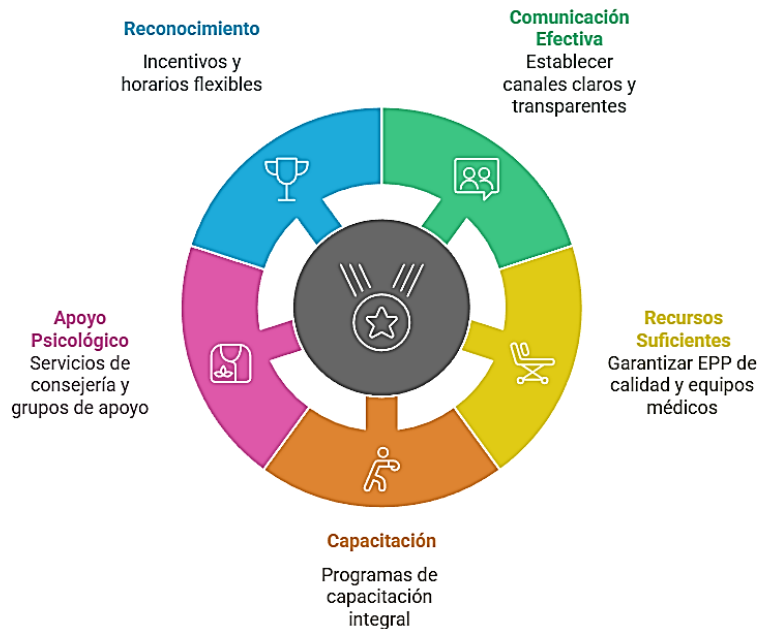 Reconocimiento
Incentivos y
horarios flexibles
Comunicación
Efectiva
Establecer
canales claros y
transparentes
Apoyo
Psicológico
Servicios de
consejería y
grupos de apoyo
Recursos
Suficientes
Garantizar EPP de
calidad y equipos
médicos
Capacitación
Programas de
capacitación
integral